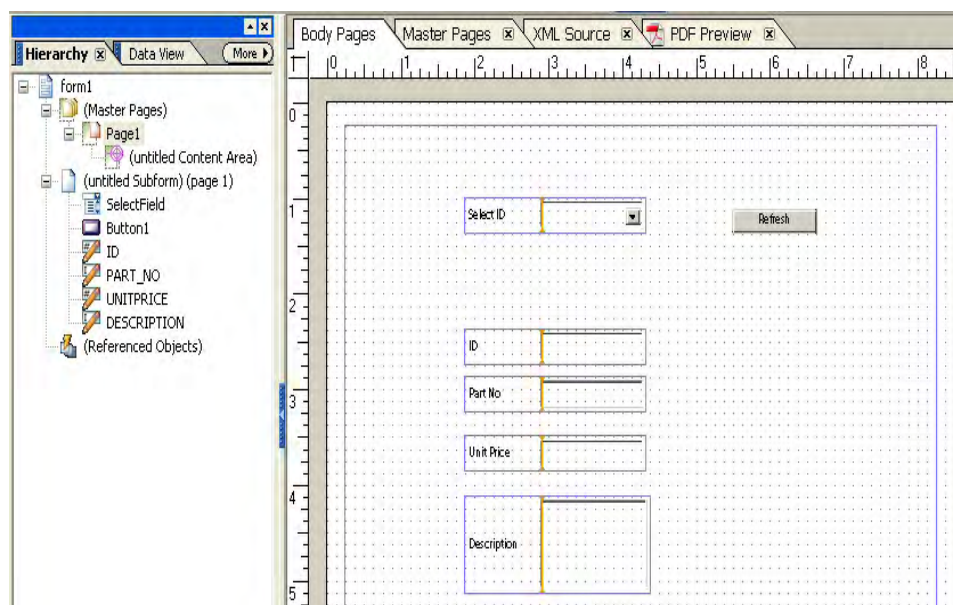 Hierarchy Data View More
form1
(Master Pages)
Page1
(untitled Content Area)
(untitled Subform) (page 1)
SelectField
Button1
ID
PART_NO
UNITPRICE
DESCRIPTION
(Referenced Objects)
Body Pages Master Pages XML Source PDF Preview
0 1 2 3 4 5 6 7 8
0
1
2
3
4
5
Select ID Refresh
ID
Part No
Unit Price
Description